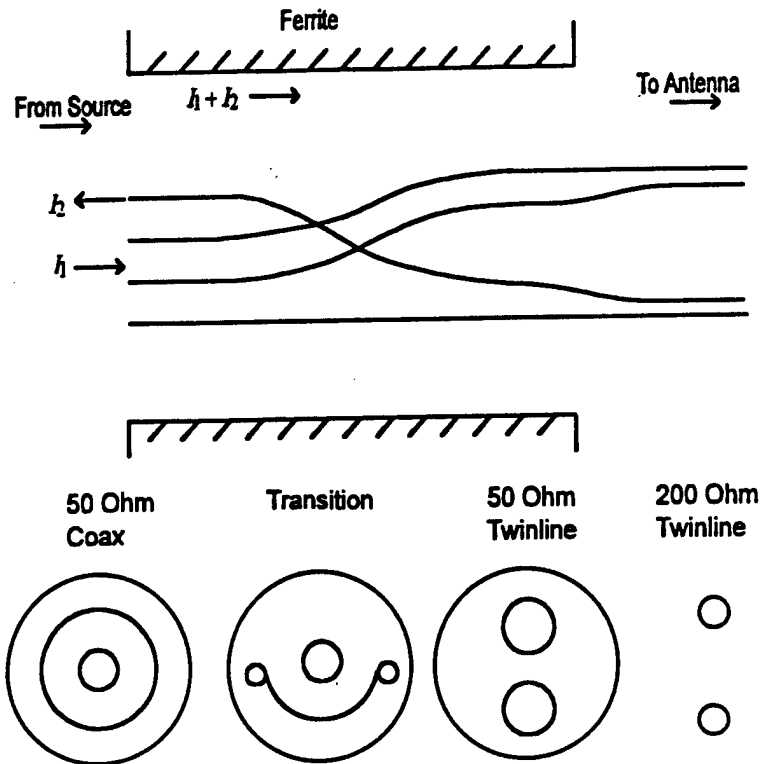 Ferrite
I1 + I2
From Source
To Antenna
I2
I1
50 Ohm
Coax
Transition
50 Ohm
Twinline
200 Ohm
Twinline